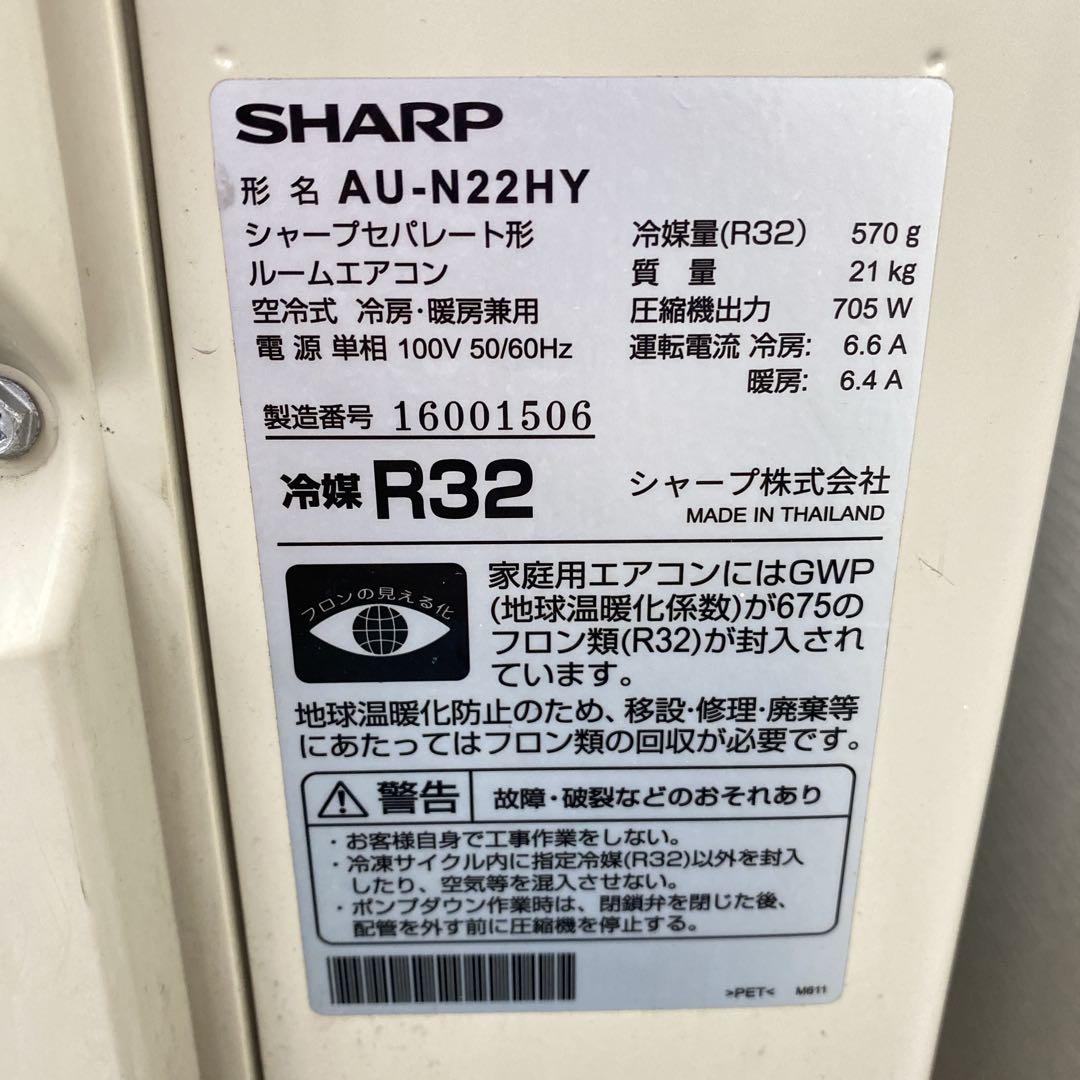 SHARP
形 名 AU-N22HY
シャープセパレート形
ルームエアコン
空冷式 冷房・暖房兼用
電 源 単相 100V 50/60Hz
冷媒量(R32) 570 g
質 量 21 kg
圧縮機出力 705 W
運転電流 冷房: 6.6 A
暖房: 6.4 A
製造番号 16001506
冷媒 R32
シャープ株式会社
MADE IN THAILAND
フロンの見える化
家庭用エアコンにはGWP
(地球温暖化係数)が675の
フロン類(R32)が封入され
ています。
地球温暖化防止のため、移設・修理・廃棄等
にあたってはフロン類の回収が必要です。
警告 故障・破裂などのおそれあり
・お客様自身で工事作業をしない。
・冷凍サイクル内に指定冷媒(R32)以外を封入
したり、空気等を混入させない。
・ポンプダウン作業時は、閉鎖弁を閉じた後、
配管を外す前に圧縮機を停止する。
>PET< M611